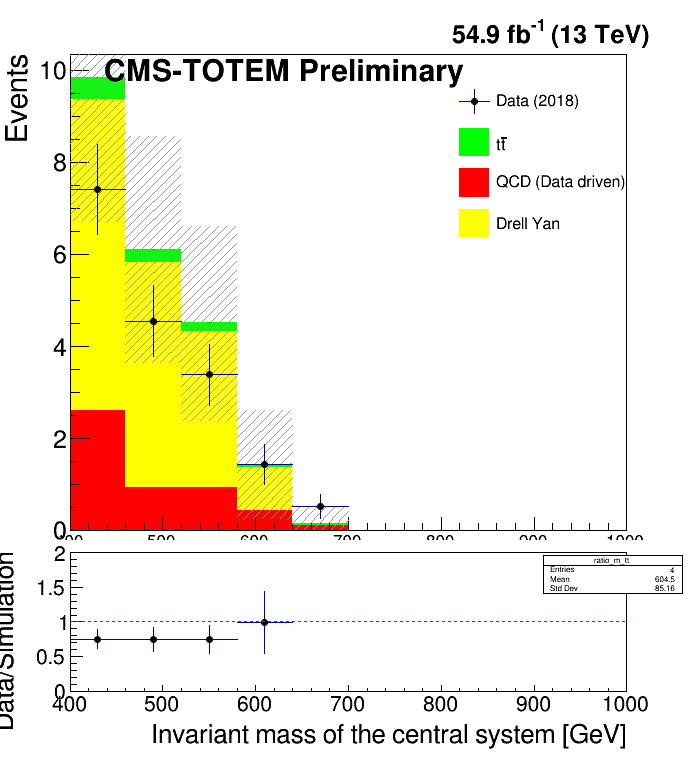 54.9 fb-1 (13 TeV)
CMS-TOTEM Preliminary
Events
10
8
6
4
2
0
Data (2018)
tt̄
QCD (Data driven)
Drell Yan
400 500 600 700 800 900 1000
Data/Simulation
2
1.5
1
0.5
0
ratio_m_tt
Entries 4
Mean 604.5
Std Dev 85.16
400 500 600 700 800 900 1000
Invariant mass of the central system [GeV]